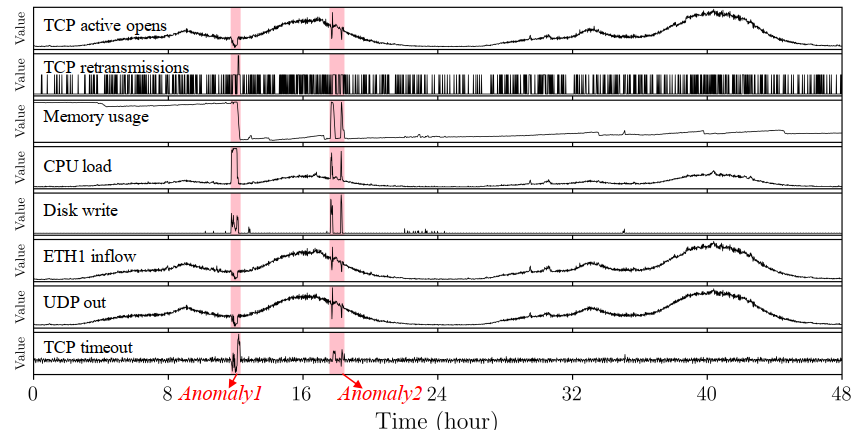 Value TCP active opens
Value TCP retransmissions
Value Memory usage
Value CPU load
Value Disk write
Value ETH1 inflow
Value UDP out
Value TCP timeout
0 8 Anomaly1 16 Anomaly2 24 32 40 48
Time (hour)